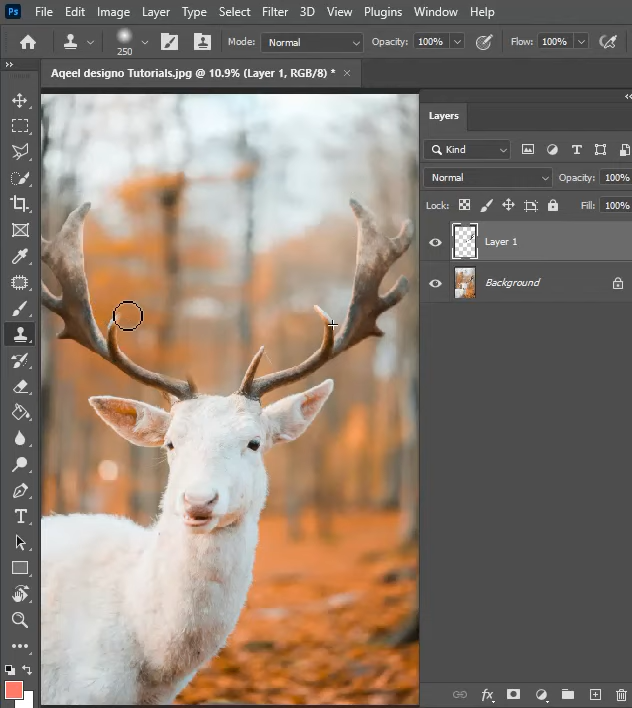 Ps File Edit Image Layer Type Select Filter 3D View Plugins Window Help
250 Mode: Normal Opacity: 100% Flow: 100%
Aqeel designo Tutorials.jpg @ 10.9% (Layer 1, RGB/8) * ×
Layers
Kind
Normal Opacity: 100%
Lock: Fill: 100%
Layer 1
Background
T
fx